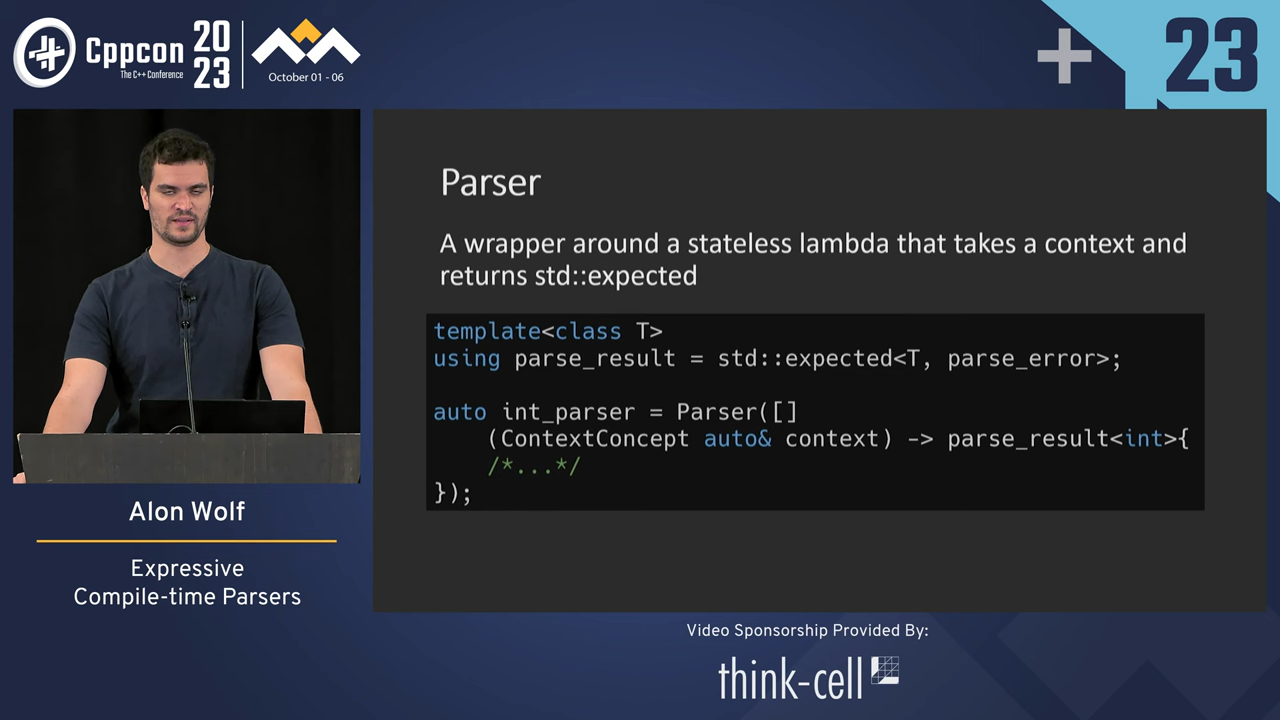 Cppcon
The C++ Conference
20
23
October 01 - 06
23
Parser
A wrapper around a stateless lambda that takes a context and
returns std::expected
template<class T>
using parse_result = std::expected<T, parse_error>;
auto int_parser = Parser([]
(ContextConcept auto& context) -> parse_result<int>{
/*...*/
});
Alon Wolf
Expressive
Compile-time Parsers
Video Sponsorship Provided By:
think-cell